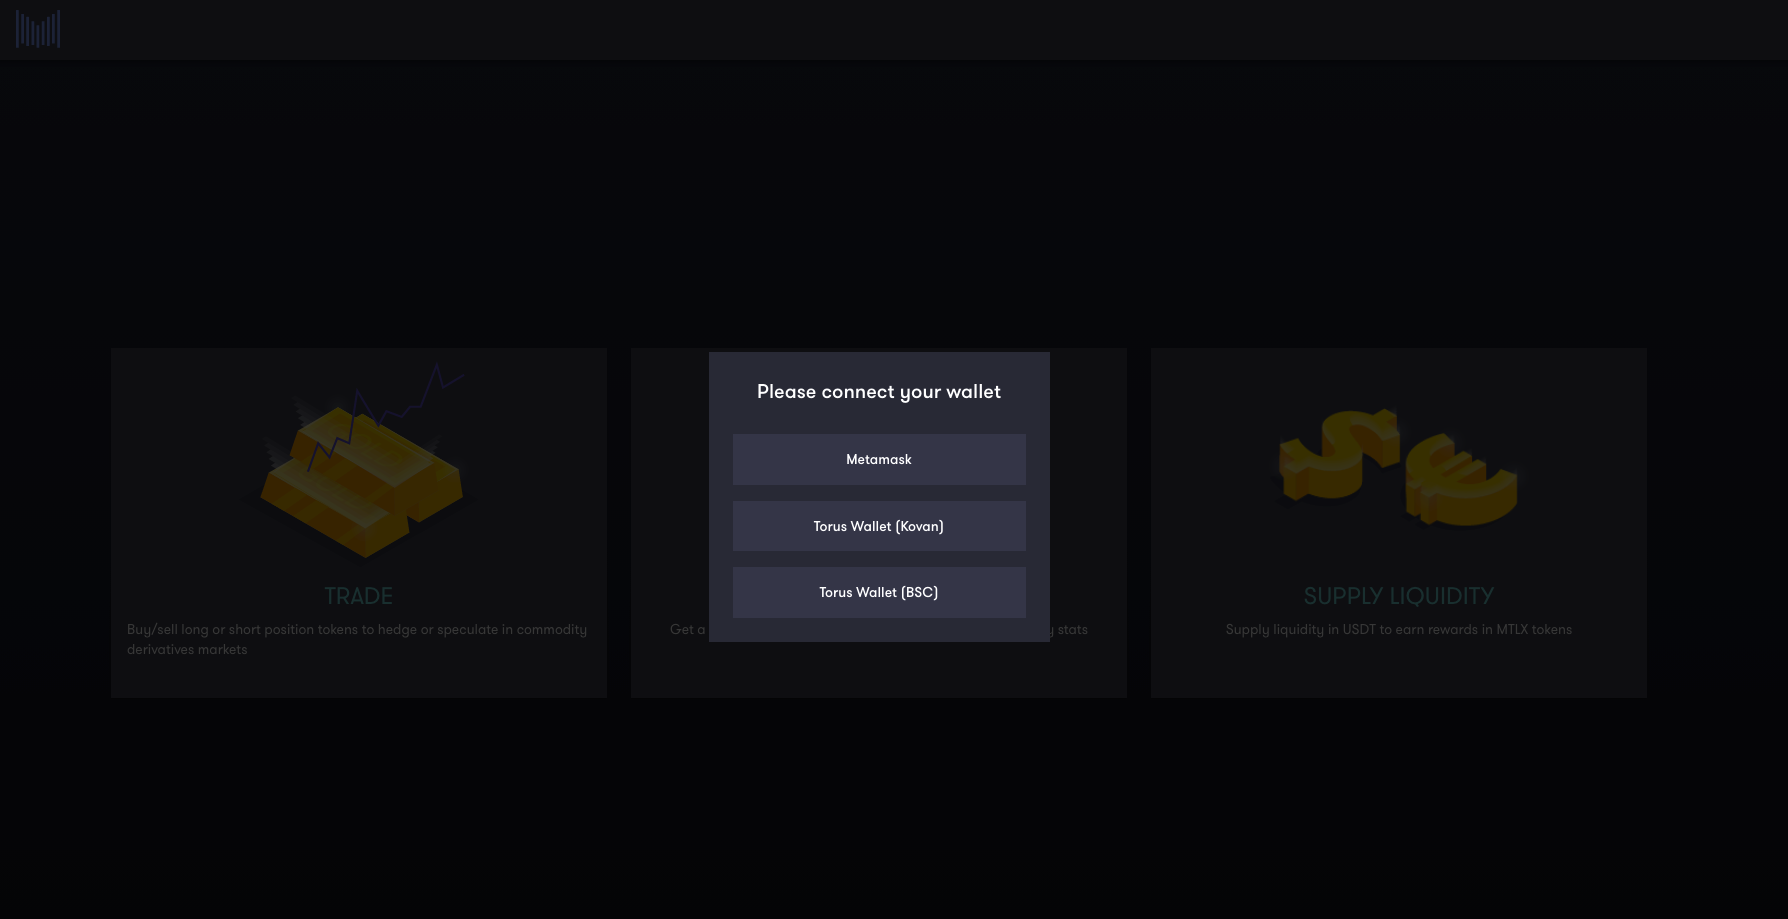 Please connect your wallet
Metamask
Torus Wallet (Kovan)
Torus Wallet (BSC)
TRADE
Buy/sell long or short position tokens to hedge or speculate in commodity
derivatives markets
Get a
stats
SUPPLY LIQUIDITY
Supply liquidity in USDT to earn rewards in MTLX tokens